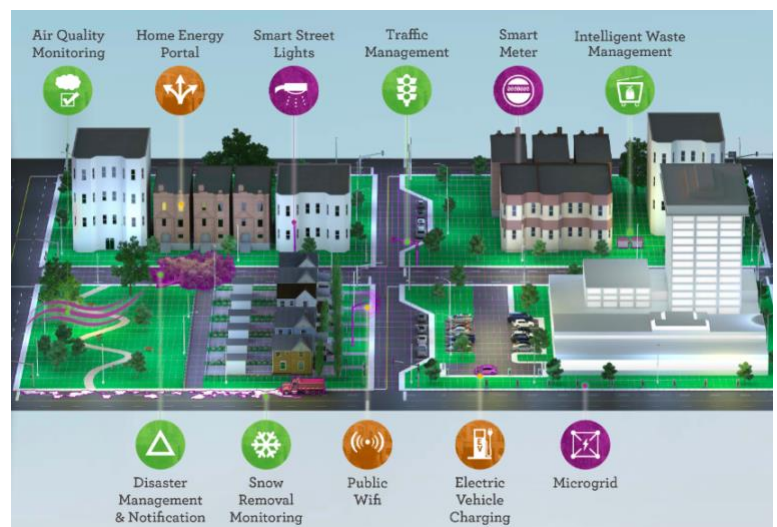 Air Quality
Monitoring
Home Energy
Portal
Smart Street
Lights
Traffic
Management
Smart
Meter
Intelligent Waste
Management
Disaster
Management
& Notification
Snow
Removal
Monitoring
Public
Wifi
Electric
Vehicle
Charging
EV
Microgrid